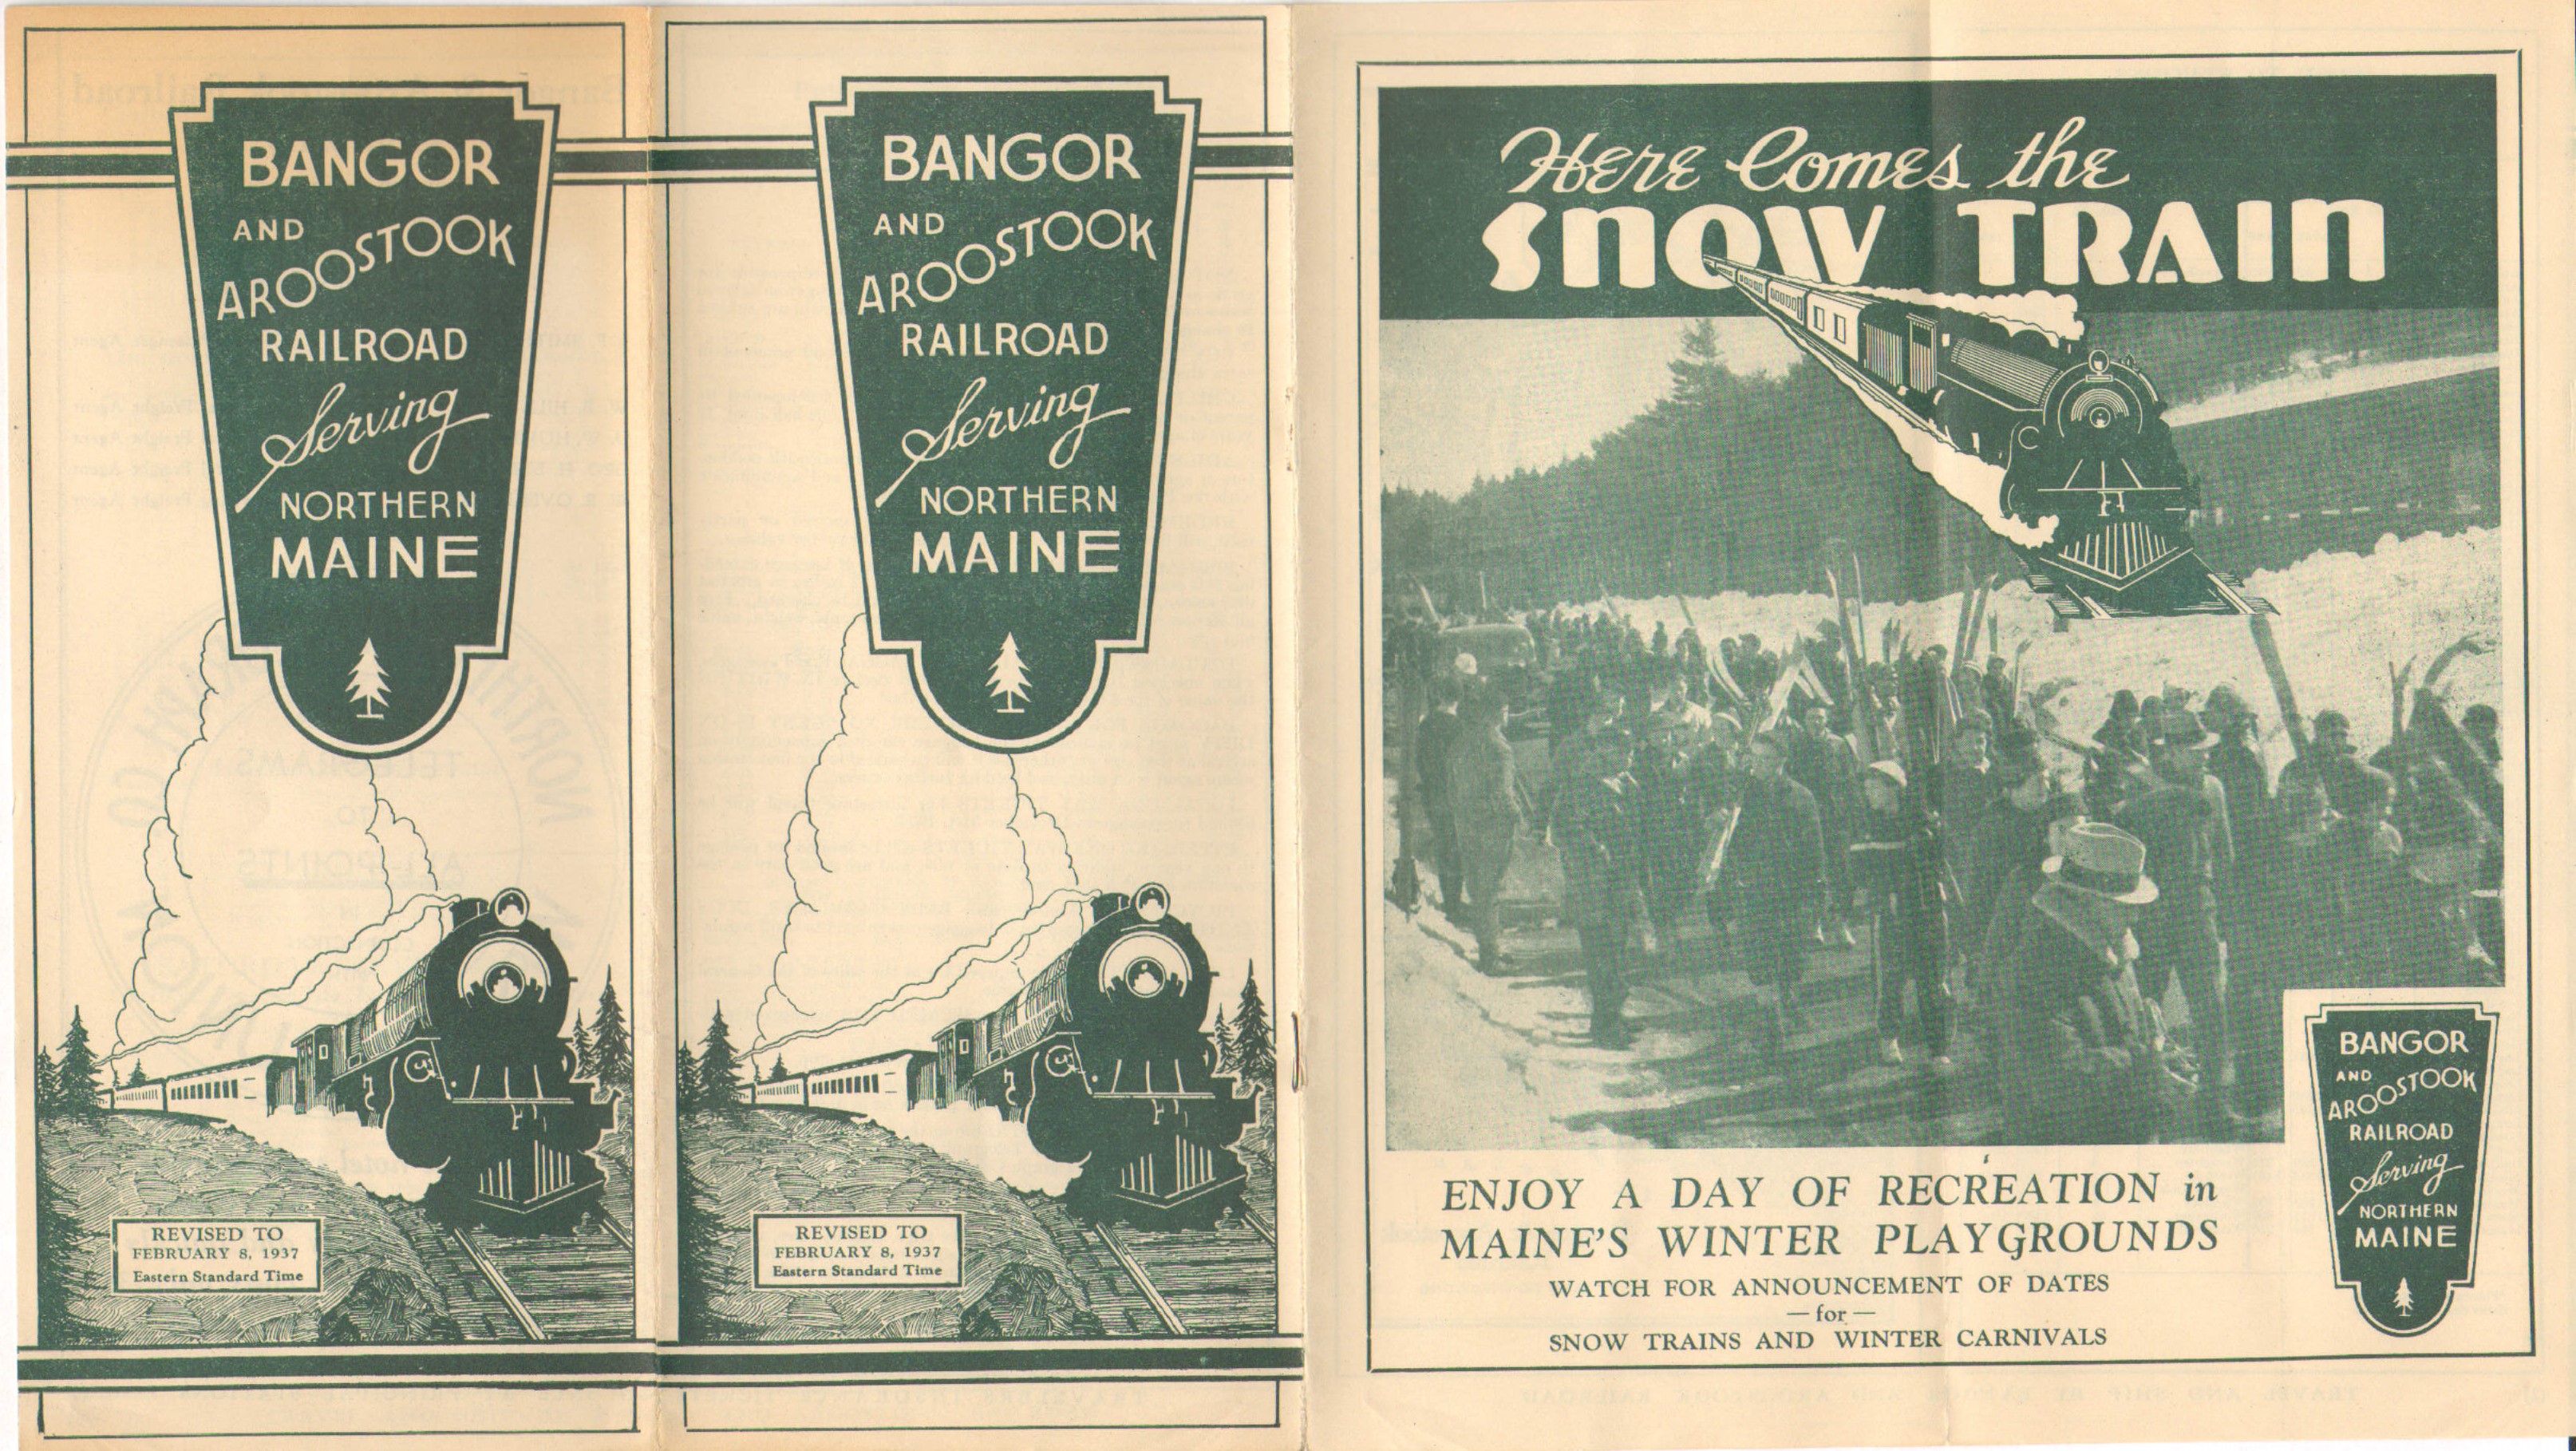 BANGOR
AND
AROOSTOOK
RAILROAD
Serving
NORTHERN
MAINE
REVISED TO
FEBRUARY 8, 1937
Eastern Standard Time
BANGOR
AND
AROOSTOOK
RAILROAD
Serving
NORTHERN
MAINE
REVISED TO
FEBRUARY 8, 1937
Eastern Standard Time
Here Comes the
SNOW TRAIN
ENJOY A DAY OF RECREATION in
MAINE'S WINTER PLAYGROUNDS
WATCH FOR ANNOUNCEMENT OF DATES
— for —
SNOW TRAINS AND WINTER CARNIVALS
BANGOR
AND
AROOSTOOK
RAILROAD
Serving
NORTHERN
MAINE